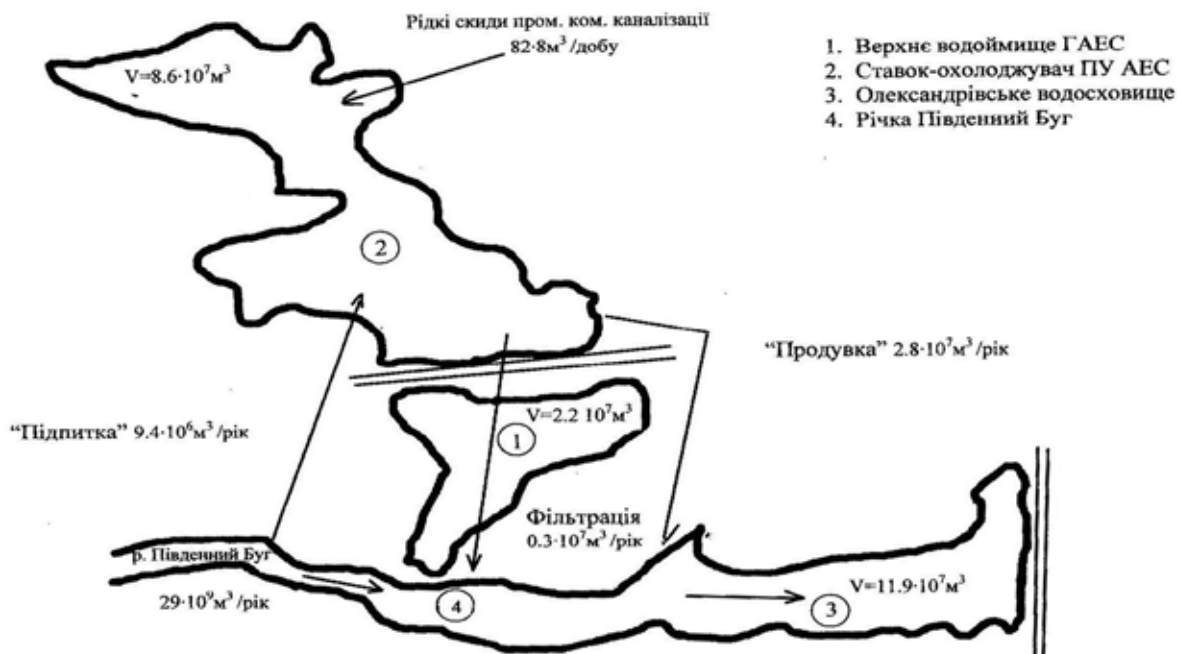 Рідкі скиди пром. ком. каналізації
82·8м³/добу
V=8.6·10⁷м³
1. Верхнє водоймище ГАЕС
2. Ставок-охолоджувач ПУ АЕС
3. Олександрівське водосховище
4. Річка Південний Буг
2
“Продувка” 2.8·10⁷м³/рік
V=2.2 10⁷м³
“Підпитка” 9.4·10⁶м³/рік
1
Фільтрація
0.3·10⁷м³/рік
р. Південний Буг
29·10⁹м³/рік
4
V=11.9·10⁷м³
3